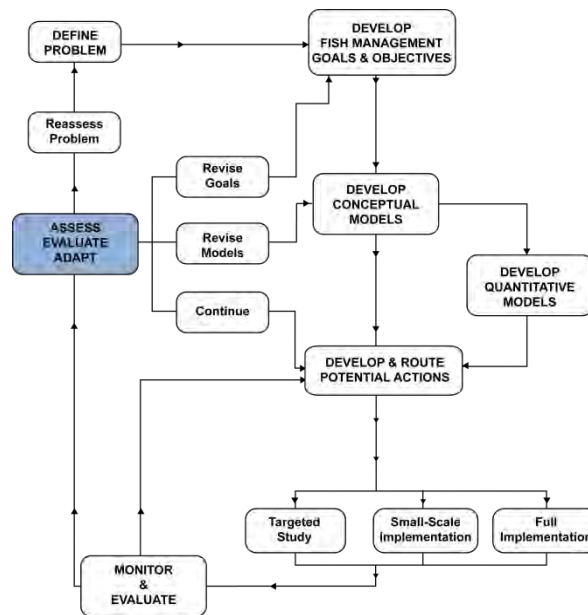 DEFINE
PROBLEM
DEVELOP
FISH MANAGEMENT
GOALS & OBJECTIVES
Reassess
Problem
Revise
Goals
ASSESS
EVALUATE
ADAPT
Revise
Models
DEVELOP
CONCEPTUAL
MODELS
DEVELOP
QUANTITATIVE
MODELS
Continue
DEVELOP & ROUTE
POTENTIAL ACTIONS
Targeted
Study
Small-Scale
Implementation
Full
Implementation
MONITOR
&
EVALUATE